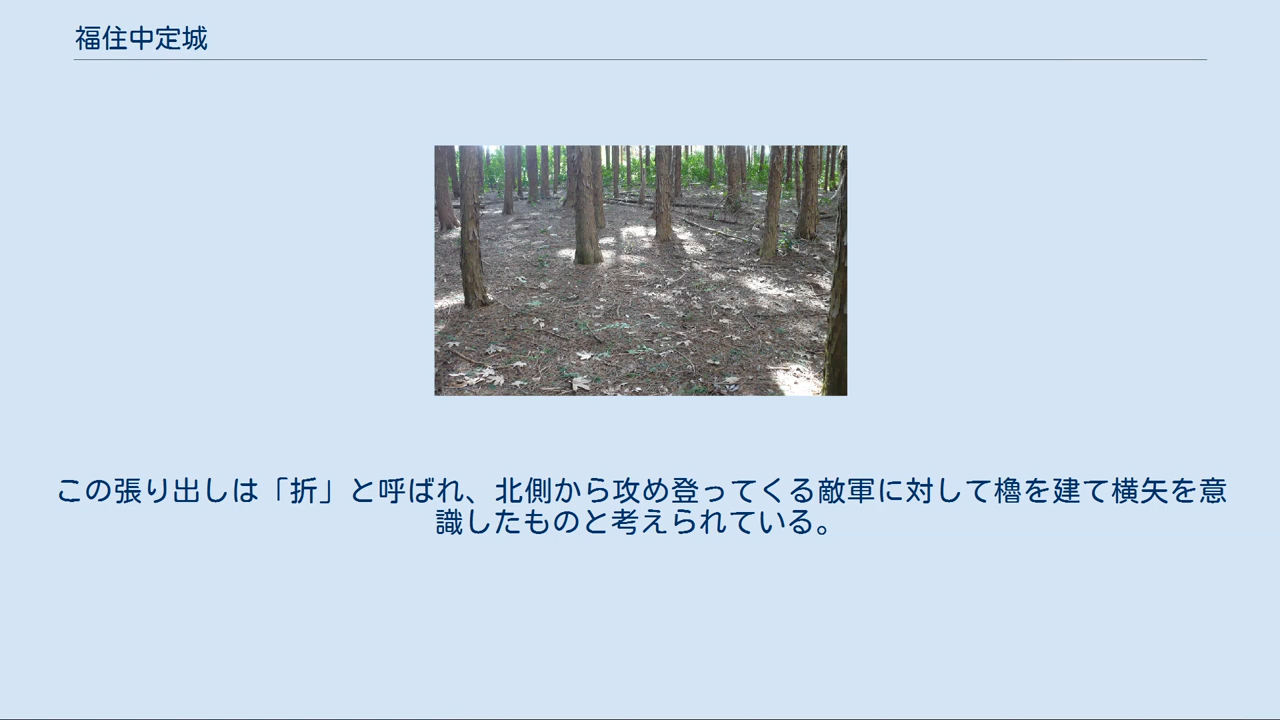 福住中定城
この張り出しは「折」と呼ばれ、北側から攻め登ってくる敵軍に対して櫓を建て横矢を意
識したものと考えられている。